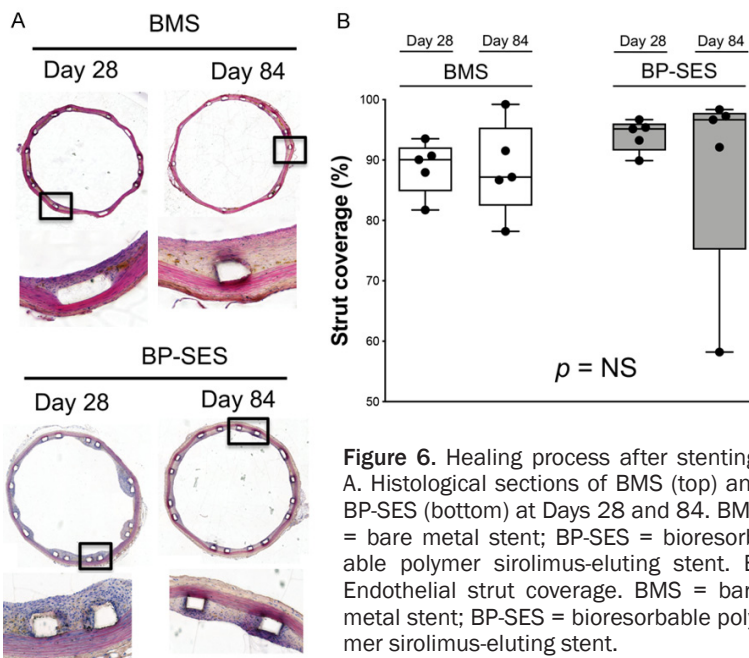 A
BMS
Day 28 Day 84
BP-SES
Day 28 Day 84
B
Day 28 Day 84 Day 28 Day 84
BMS BP-SES
Strut coverage (%)
100
90
80
70
60
50
p = NS
Figure 6. Healing process after stenting
A. Histological sections of BMS (top) an
BP-SES (bottom) at Days 28 and 84. BM
= bare metal stent; BP-SES = bioresorb
able polymer sirolimus-eluting stent. B
Endothelial strut coverage. BMS = bar
metal stent; BP-SES = bioresorbable poly
mer sirolimus-eluting stent.